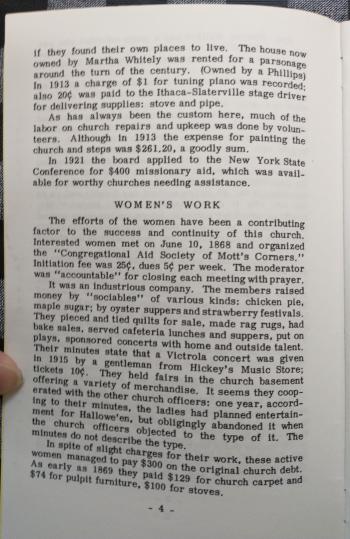 if they found their own places to live. The house now
owned by Martha Whitely was rented for a parsonage
around the turn of the century. (Owned by a Phillips)
In 1913 a charge of $1 for tuning piano was recorded;
also 20¢ was paid to the Ithaca-Slaterville stage driver
for delivering supplies: stove and pipe.
As has always been the custom here, much of the
labor on church repairs and upkeep was done by volun-
teers. Although in 1913 the expense for painting the
church and steps was $261.20, a goodly sum.
In 1921 the board applied to the New York State
Conference for $400 missionary aid, which was avail-
able for worthy churches needing assistance.
WOMEN'S WORK
The efforts of the women have been a contributing
factor to the success and continuity of this church.
Interested women met on June 10, 1868 and organized
the "Congregational Aid Society of Mott's Corners."
Initiation fee was 25¢, dues 5¢ per week. The moderator
was "accountable" for closing each meeting with prayer.
It was an industrious company. The members raised
money by "sociables" of various kinds: chicken pie,
maple sugar; by oyster suppers and strawberry festivals.
They pieced and tied quilts for sale, made rag rugs, had
bake sales, served cafeteria lunches and suppers, put on
plays, sponsored concerts with home and outside talent.
Their minutes state that a Victrola concert was given
in 1915 by a gentleman from Hickey's Music Store;
tickets 10¢. They held fairs in the church basement
offering a variety of merchandise. It seems they coop-
erated with the other church officers: one year, accord-
ing to their minutes, the ladies had planned entertain-
ment for Hallowe'en, but obligingly abandoned it when
the church officers objected to the type of it. The
minutes do not describe the type.
In spite of slight charges for their work, these active
women managed to pay $300 on the original church debt.
As early as 1869 they paid $129 for church carpet and
$74 for pulpit furniture, $100 for stoves.
- 4 -